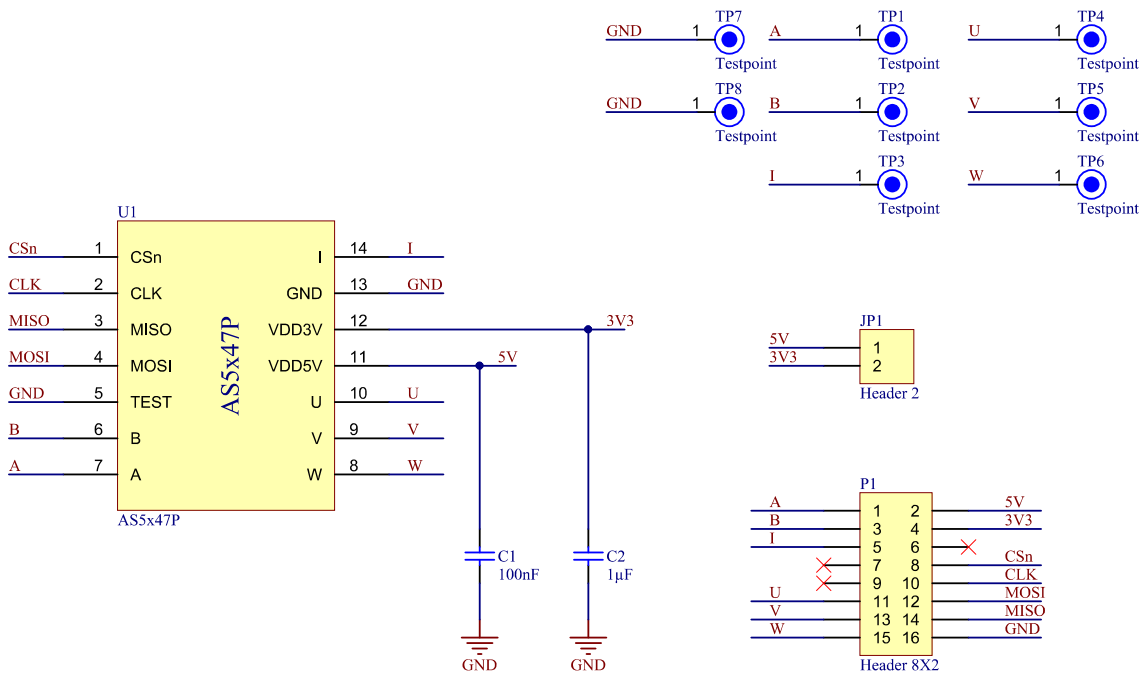 TP7
GND 1
Testpoint
TP1
A 1
Testpoint
TP4
U 1
Testpoint
TP8
GND 1
Testpoint
TP2
B 1
Testpoint
TP5
V 1
Testpoint
TP3
I 1
Testpoint
TP6
W 1
Testpoint
U1
CSn 1 CSn I 14 I
CLK 2 CLK GND 13 GND
MISO 3 MISO VDD3V 12 3V3
MOSI 4 MOSI VDD5V 11 5V
GND 5 TEST U 10 U
B 6 B V 9 V
A 7 A W 8 W
AS5x47P
AS5x47P
C1
100nF
GND
C2
1µF
GND
JP1
5V 1
3V3 2
Header 2
P1
A 1 2 5V
B 3 4 3V3
I 5 6
7 8 CSn
9 10 CLK
U 11 12 MOSI
V 13 14 MISO
W 15 16 GND
Header 8X2